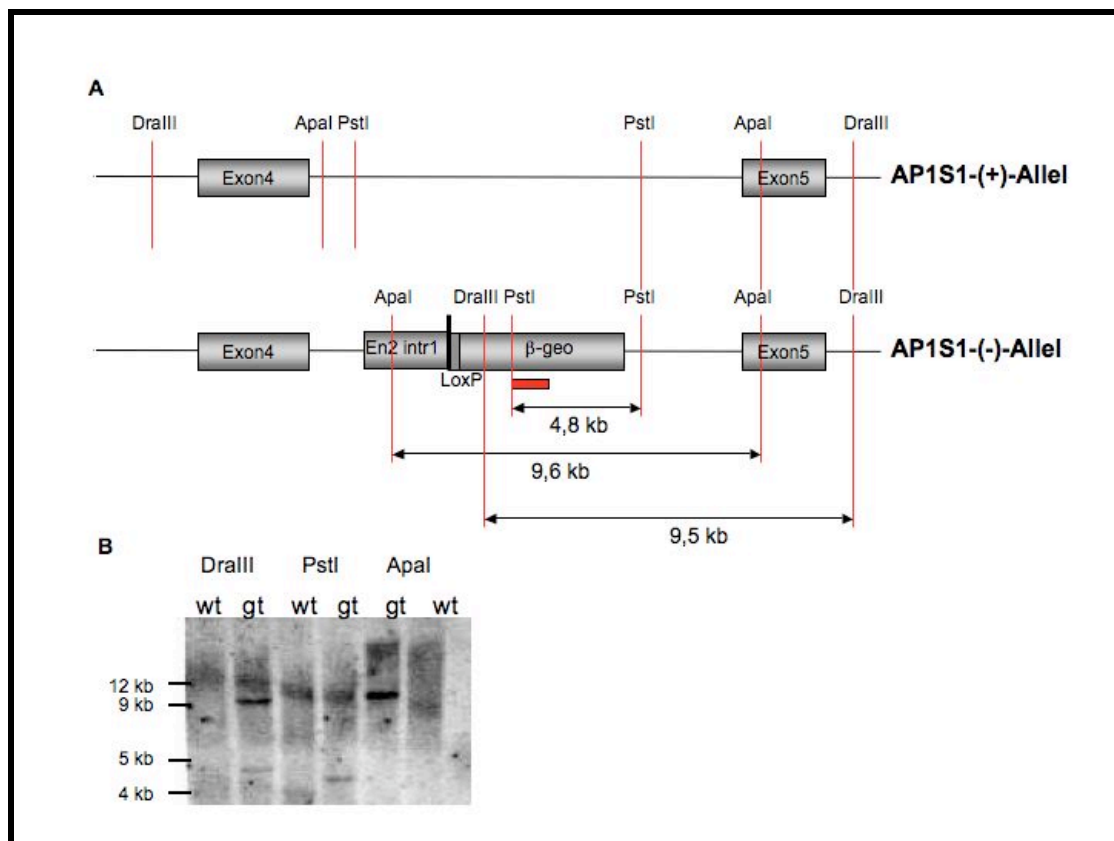 A
DraIII ApaI PstI PstI ApaI DraIII
Exon4 Exon5 AP1S1-(+)-Allel
ApaI DraIII PstI PstI ApaI DraIII
Exon4 En2 intr1 β-geo Exon5 AP1S1-(-)-Allel
LoxP
4,8 kb
9,6 kb
9,5 kb
B
DraIII PstI ApaI
wt gt wt gt gt wt
12 kb
9 kb
5 kb
4 kb